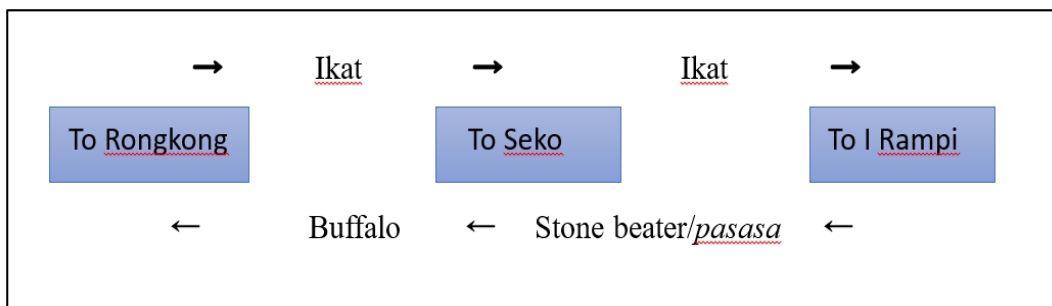 → Ikat → Ikat →
To Rongkong To Seko To I Rampi
← Buffalo ← Stone beater/pasasa ←